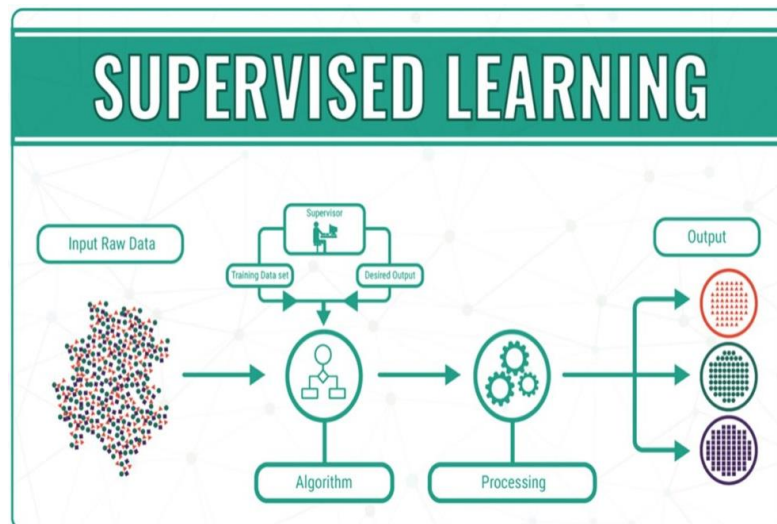 SUPERVISED LEARNING
Input Raw Data
Supervisor
Training Data set
Desired Output
Algorithm
Processing
Output